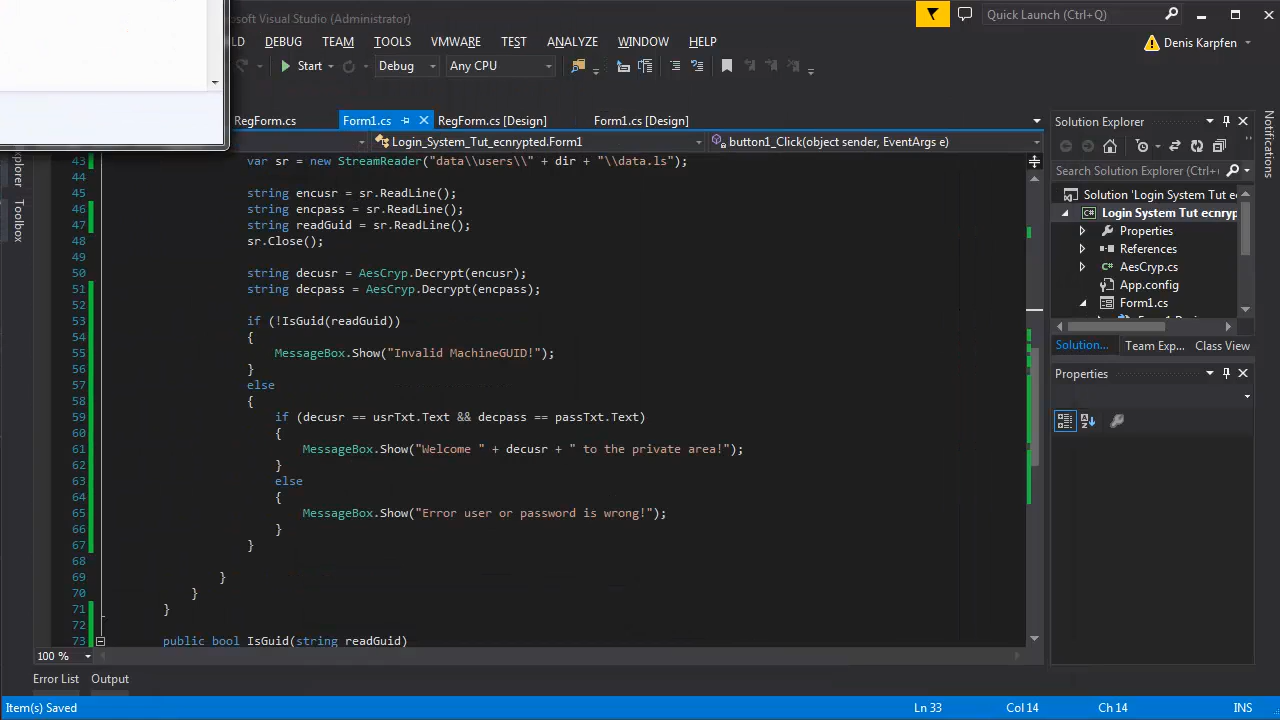 rosoft Visual Studio (Administrator)
Quick Launch (Ctrl+Q)
LD DEBUG TEAM TOOLS VMWARE TEST ANALYZE WINDOW HELP
Denis Karpfen
Start Debug Any CPU
RegForm.cs Form1.cs RegForm.cs [Design] Form1.cs [Design]
Login_System_Tut_ecnrypted.Form1 button1_Click(object sender, EventArgs e)
43 var sr = new StreamReader("data\\users\\" + dir + "\\data.ls");
44
45 string encusr = sr.ReadLine();
46 string encpass = sr.ReadLine();
47 string readGuid = sr.ReadLine();
48 sr.Close();
49
50 string decusr = AesCryp.Decrypt(encusr);
51 string decpass = AesCryp.Decrypt(encpass);
52
53 if (!IsGuid(readGuid))
54 {
55 MessageBox.Show("Invalid MachineGUID!");
56 }
57 else
58 {
59 if (decusr == usrTxt.Text && decpass == passTxt.Text)
60 {
61 MessageBox.Show("Welcome " + decusr + " to the private area!");
62 }
63 else
64 {
65 MessageBox.Show("Error user or password is wrong!");
66 }
67 }
68
69 }
70 }
71 }
72
73 public bool IsGuid(string readGuid)
100 %
Explorer
Toolbox
Solution Explorer
Search Solution Explorer (Ctrl
Solution 'Login System Tut ec
Login System Tut ecnryp
Properties
References
AesCryp.cs
App.config
Form1.cs
Solution... Team Exp... Class View
Properties
Notifications
Error List Output
Item(s) Saved Ln 33 Col 14 Ch 14 INS